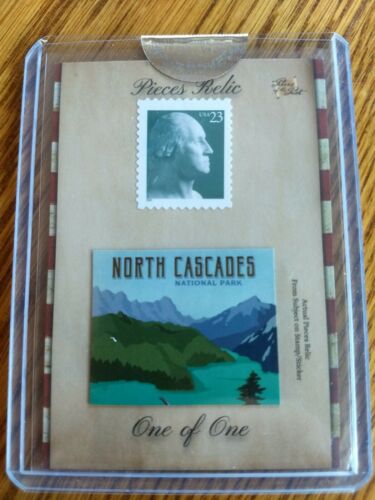 Pieces Relic
USA 23
NORTH CASCADES
NATIONAL PARK
Actual Pieces Relic
From Subject on Stamp/Sticker
One of One